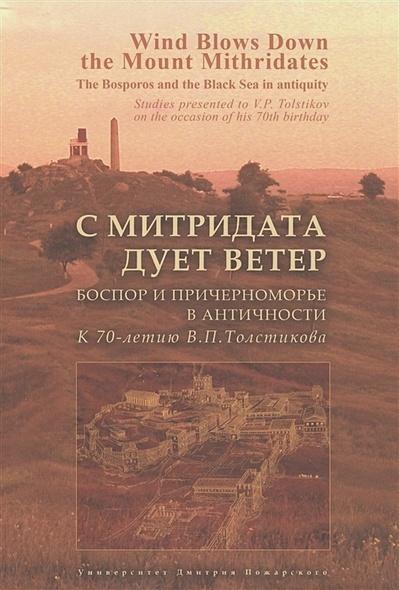 Wind Blows Down
the Mount Mithridates
The Bosporos and the Black Sea in antiquity
Studies presented to V.P. Tolstikov
on the occasion of his 70th birthday
С МИТРИДАТА
ДУЕТ ВЕТЕР
БОСПОР И ПРИЧЕРНОМОРЬЕ
В АНТИЧНОСТИ
К 70-летию В.П.Толстикова
Университет Дмитрия Пожарского